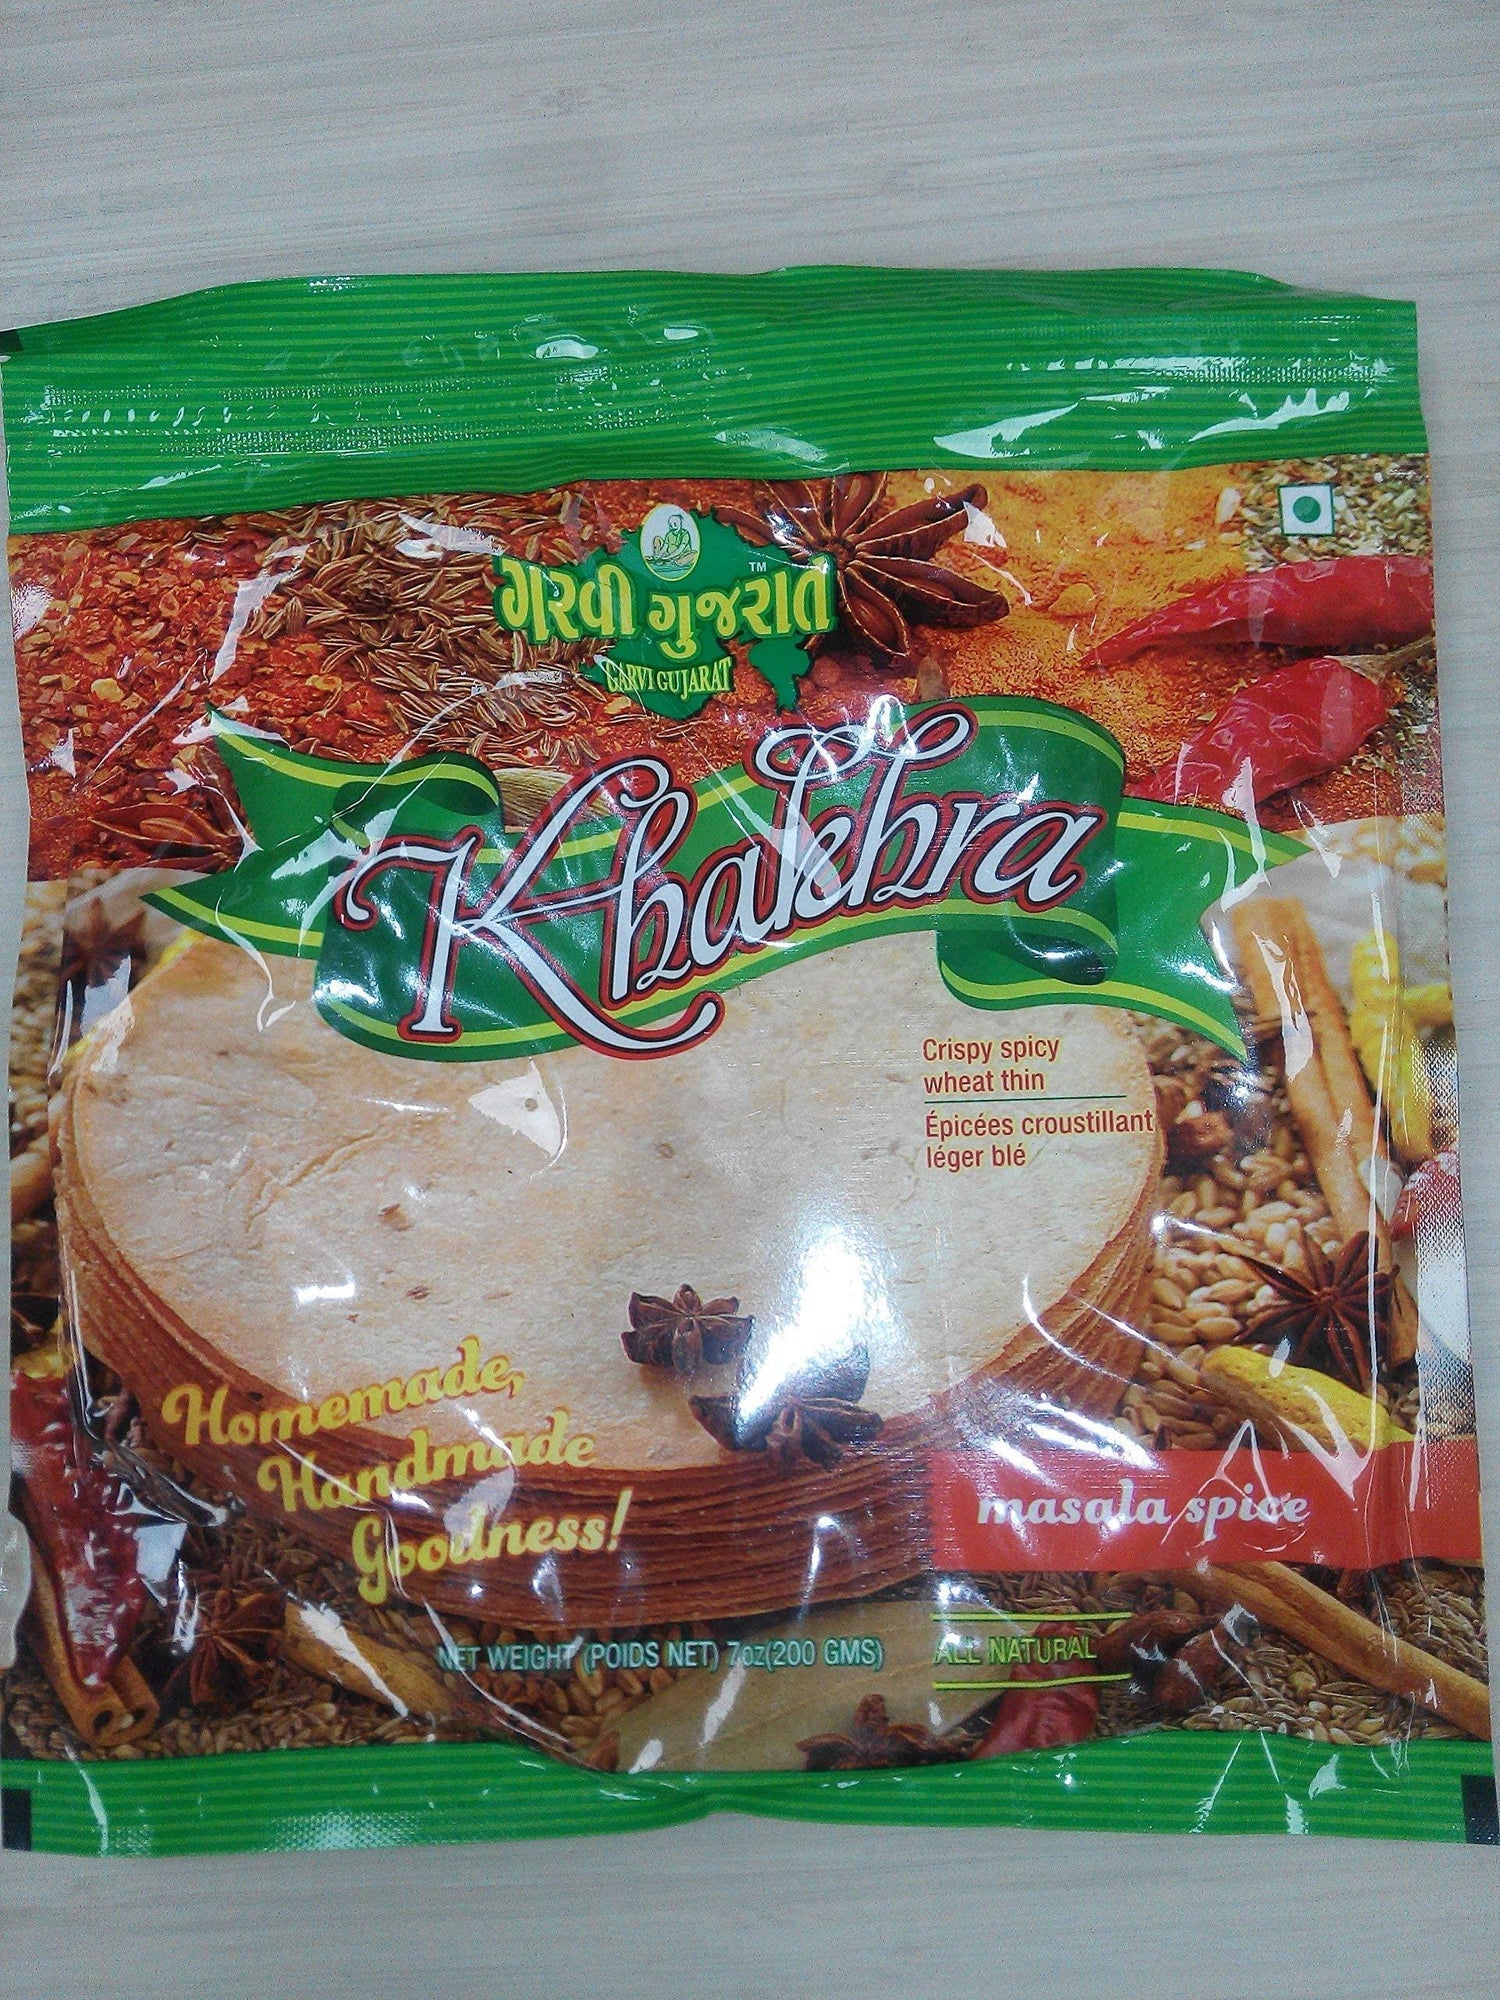 ગરવી ગુજરાત
TM
GARVI GUJARAT
Khakhra
Crispy spicy
wheat thin
Épicées croustillant
léger blé
Homemade,
Handmade
Goodness!
masala spice
NET WEIGHT (POIDS NET) 7oz(200 GMS)
ALL NATURAL